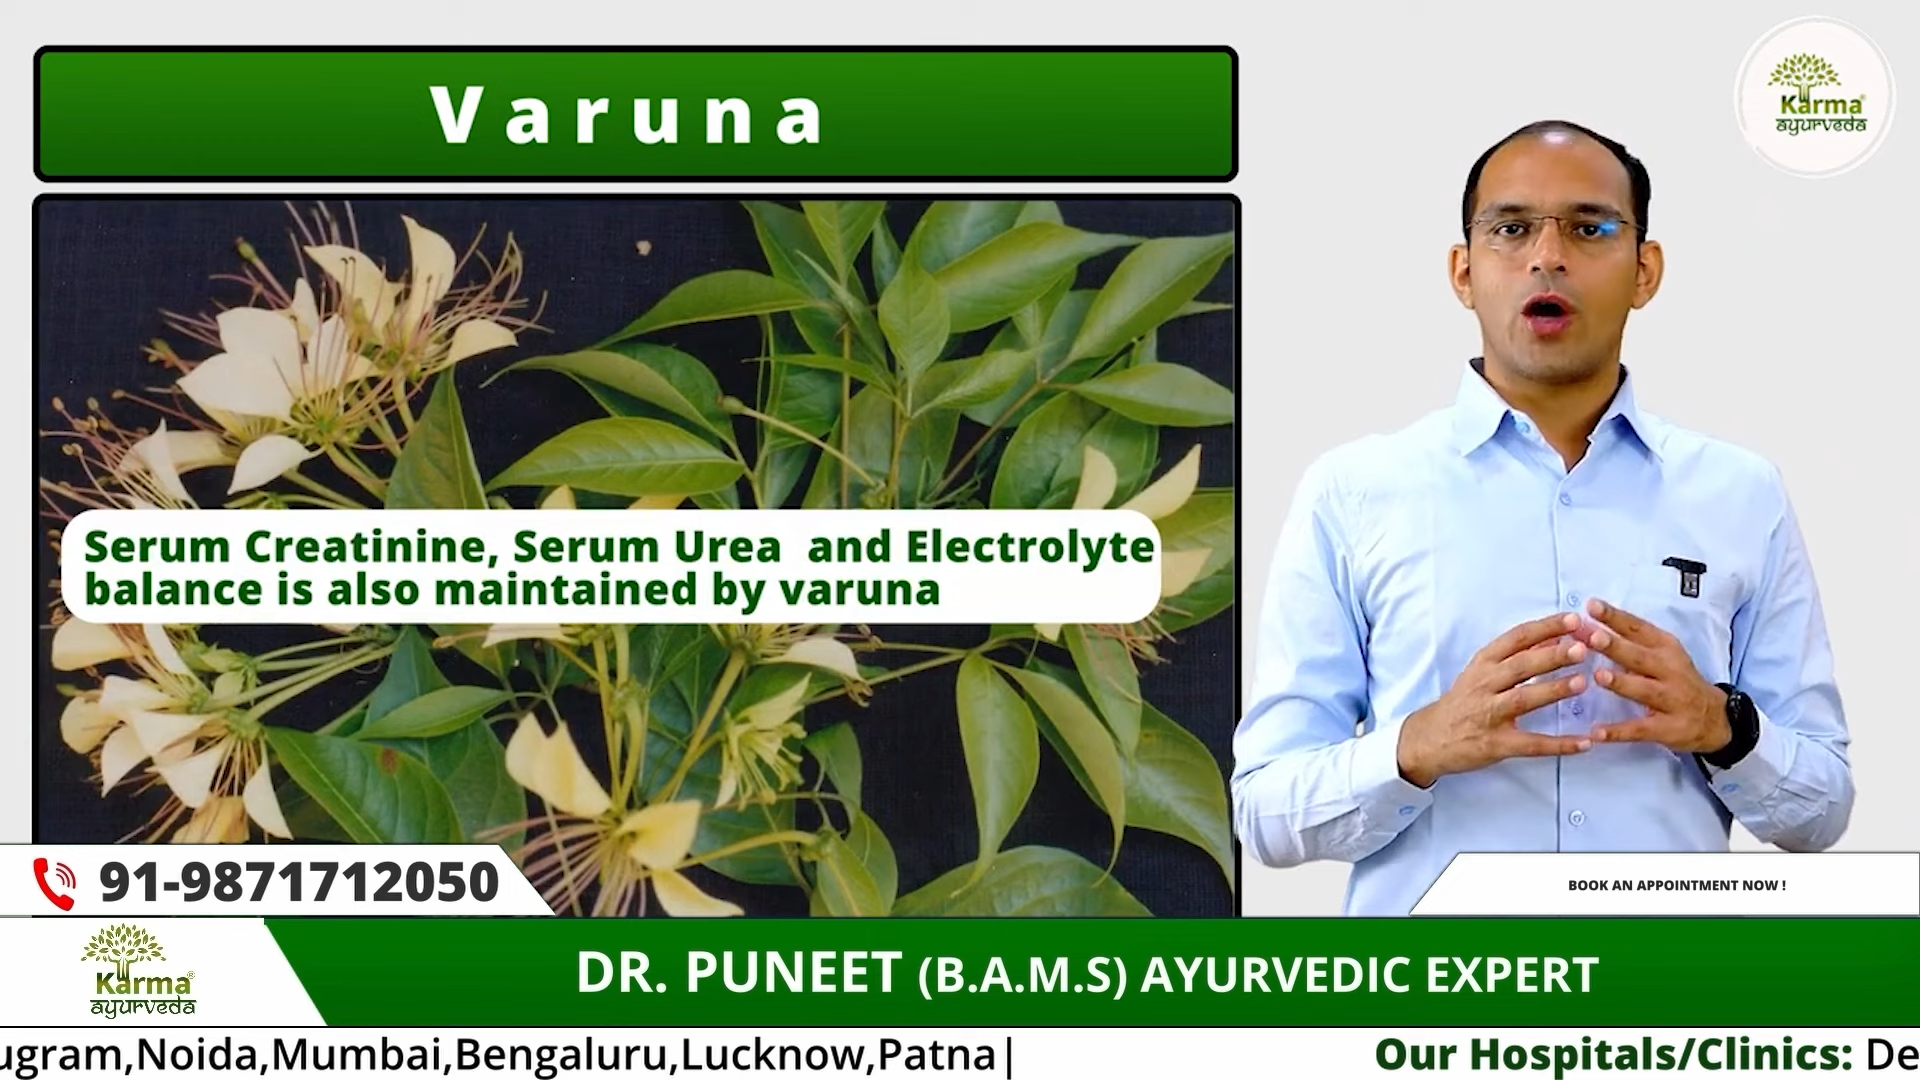 Varuna
Karma
ayurveda
Serum Creatinine, Serum Urea and Electrolyte
balance is also maintained by varuna
91-9871712050
BOOK AN APPOINTMENT NOW !
Karma®
ayurveda
DR. PUNEET (B.A.M.S) AYURVEDIC EXPERT
ugram,Noida,Mumbai,Bengaluru,Lucknow,Patna| Our Hospitals/Clinics: De